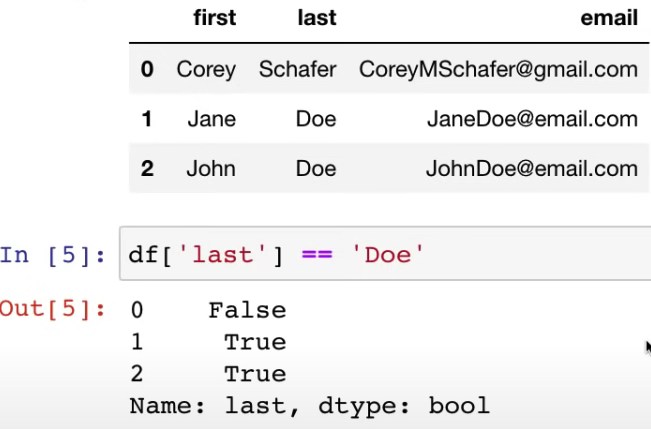 first last email
0 Corey Schafer CoreyMSchafer@gmail.com
1 Jane Doe JaneDoe@email.com
2 John Doe JohnDoe@email.com
In [5]: df['last'] == 'Doe'
Out[5]: 0 False
1 True
2 True
Name: last, dtype: bool